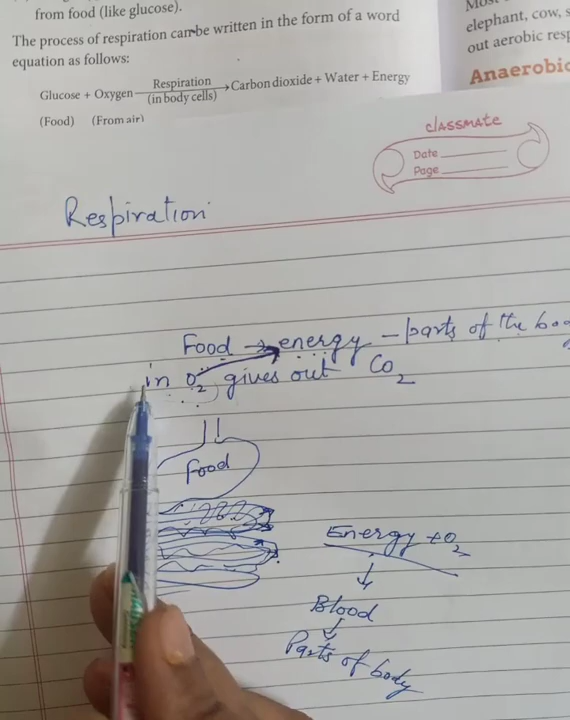 from food (like glucose).
The process of respiration can be written in the form of a word
equation as follows:
Glucose + Oxygen Respiration (in body cells) → Carbon dioxide + Water + Energy
(Food) (From air)
elephant, cow, s
out aerobic resp
Anaerobic
classmate
Date
Page
Respiration
Food → energy - parts of the bod
in O₂ gives out CO₂
Food
Energy + O₂
↓
Blood
↓
Parts of body